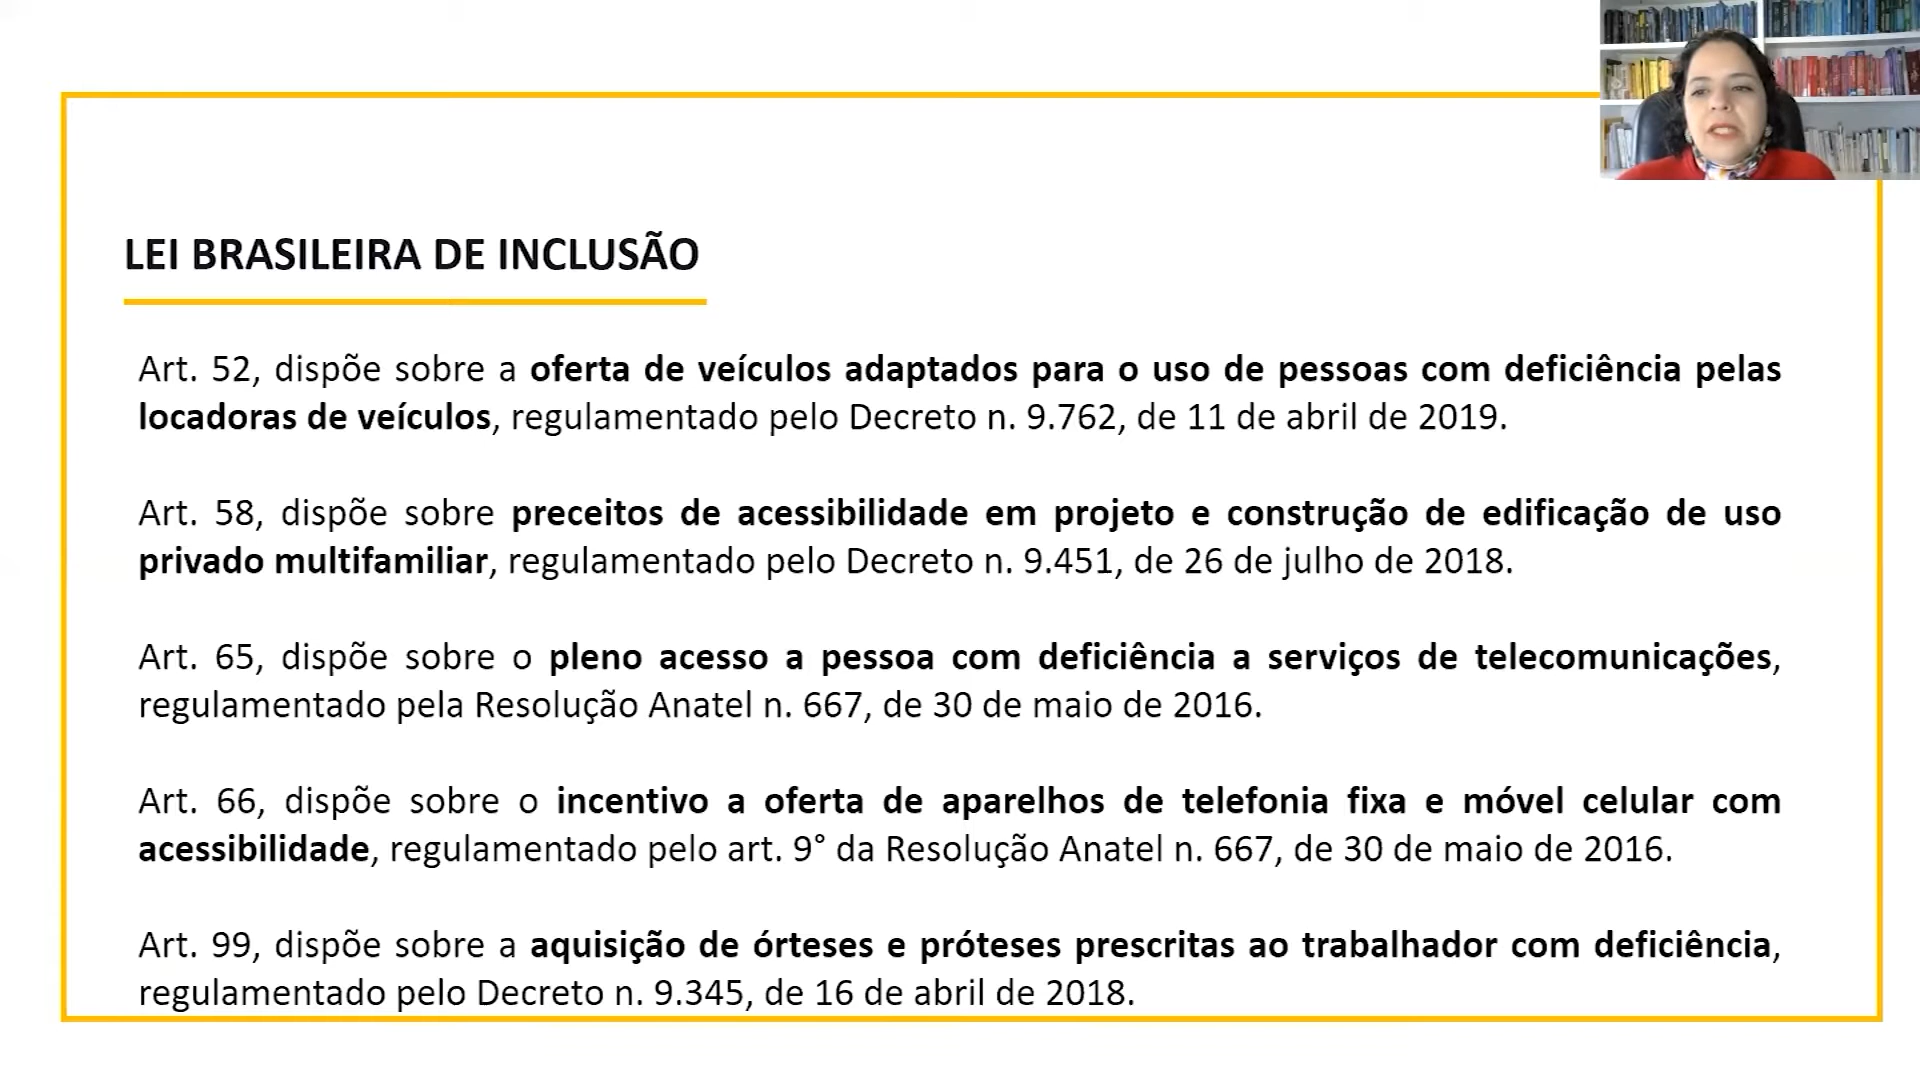 LEI BRASILEIRA DE INCLUSÃO
Art. 52, dispõe sobre a oferta de veículos adaptados para o uso de pessoas com deficiência pelas
locadoras de veículos, regulamentado pelo Decreto n. 9.762, de 11 de abril de 2019.
Art. 58, dispõe sobre preceitos de acessibilidade em projeto e construção de edificação de uso
privado multifamiliar, regulamentado pelo Decreto n. 9.451, de 26 de julho de 2018.
Art. 65, dispõe sobre o pleno acesso a pessoa com deficiência a serviços de telecomunicações,
regulamentado pela Resolução Anatel n. 667, de 30 de maio de 2016.
Art. 66, dispõe sobre o incentivo a oferta de aparelhos de telefonia fixa e móvel celular com
acessibilidade, regulamentado pelo art. 9° da Resolução Anatel n. 667, de 30 de maio de 2016.
Art. 99, dispõe sobre a aquisição de órteses e próteses prescritas ao trabalhador com deficiência,
regulamentado pelo Decreto n. 9.345, de 16 de abril de 2018.